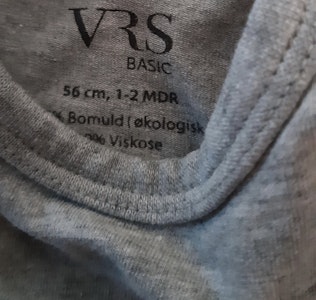 VRS
BASIC
56 cm, 1-2 MDR
% Bomuld (økologisk
% Viskose